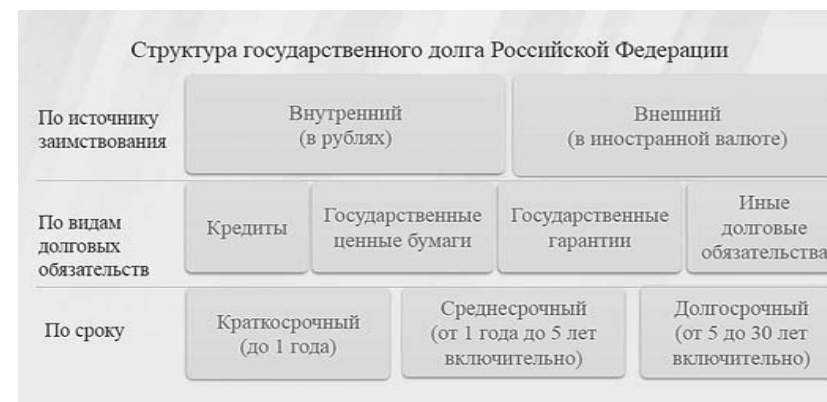 Структура государственного долга Российской Федерации
По источнику
заимствования
Внутренний
(в рублях)
Внешний
(в иностранной валюте)
По видам
долговых
обязательств
Кредиты
Государственные
ценные бумаги
Государственные
гарантии
Иные
долговые
обязательства
По сроку
Краткосрочный
(до 1 года)
Среднесрочный
(от 1 года до 5 лет
включительно)
Долгосрочный
(от 5 до 30 лет
включительно)